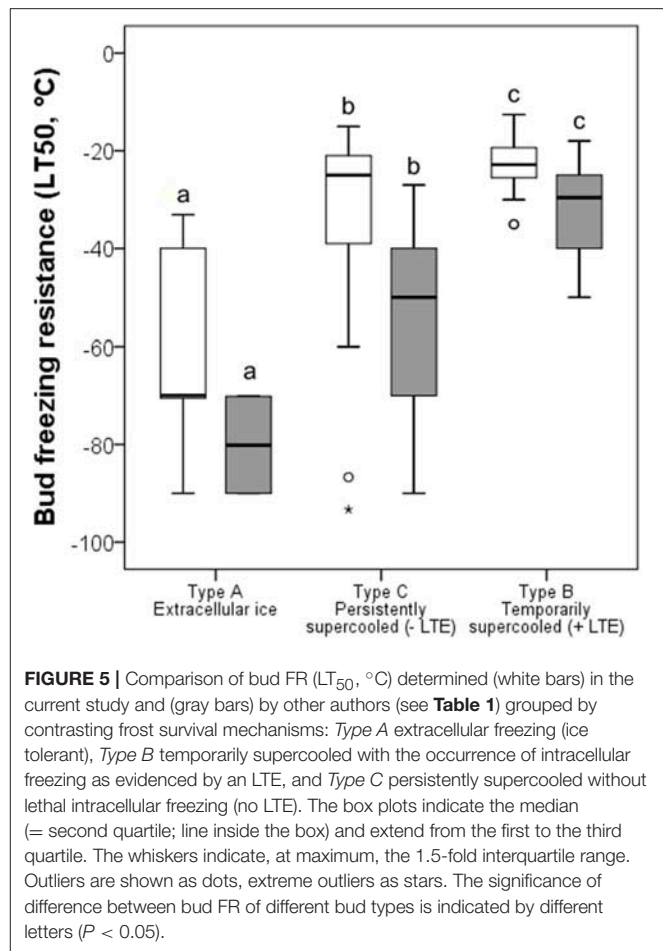 Bud freezing resistance (LT50, °C)
0
-20
-40
-60
-80
-100
a
a
b
b
c
c
*
Type A
Extracellular ice
Type C
Persistently
supercooled (- LTE)
Type B
Temporarily
supercooled (+ LTE)
FIGURE 5 | Comparison of bud FR (LT50, °C) determined (white bars) in the
current study and (gray bars) by other authors (see Table 1) grouped by
contrasting frost survival mechanisms: Type A extracellular freezing (ice
tolerant), Type B temporarily supercooled with the occurrence of intracellular
freezing as evidenced by an LTE, and Type C persistently supercooled without
lethal intracellular freezing (no LTE). The box plots indicate the median
(= second quartile; line inside the box) and extend from the first to the third
quartile. The whiskers indicate, at maximum, the 1.5-fold interquartile range.
Outliers are shown as dots, extreme outliers as stars. The significance of
difference between bud FR of different bud types is indicated by different
letters (P < 0.05).